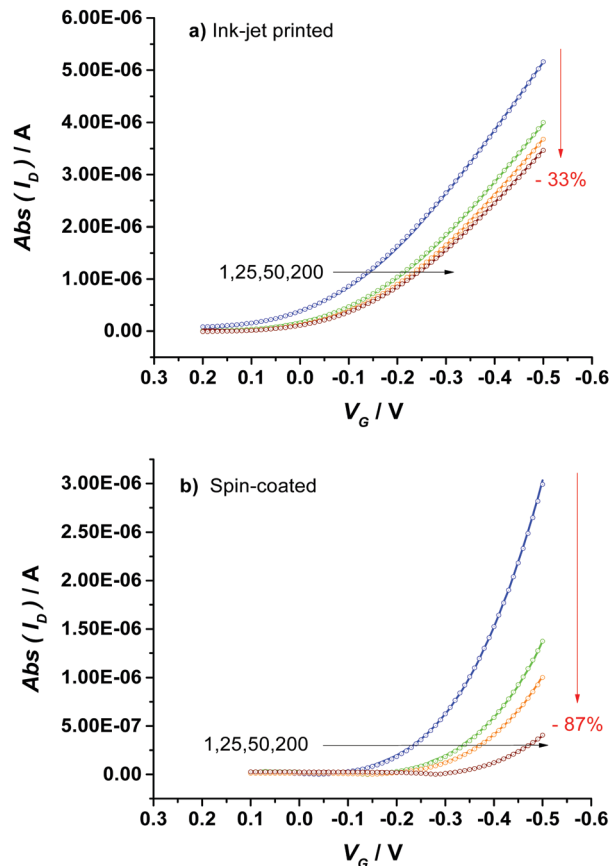 a) Ink-jet printed
6.00E-06
5.00E-06
4.00E-06
3.00E-06
2.00E-06
1.00E-06
0.00
Abs ( I_D ) / A
- 33%
1,25,50,200
0.3 0.2 0.1 0.0 -0.1 -0.2 -0.3 -0.4 -0.5 -0.6
V_G / V
b) Spin-coated
3.00E-06
2.50E-06
2.00E-06
1.50E-06
1.00E-06
5.00E-07
0.00
Abs ( I_D ) / A
- 87%
1,25,50,200
0.3 0.2 0.1 0.0 -0.1 -0.2 -0.3 -0.4 -0.5 -0.6
V_G / V